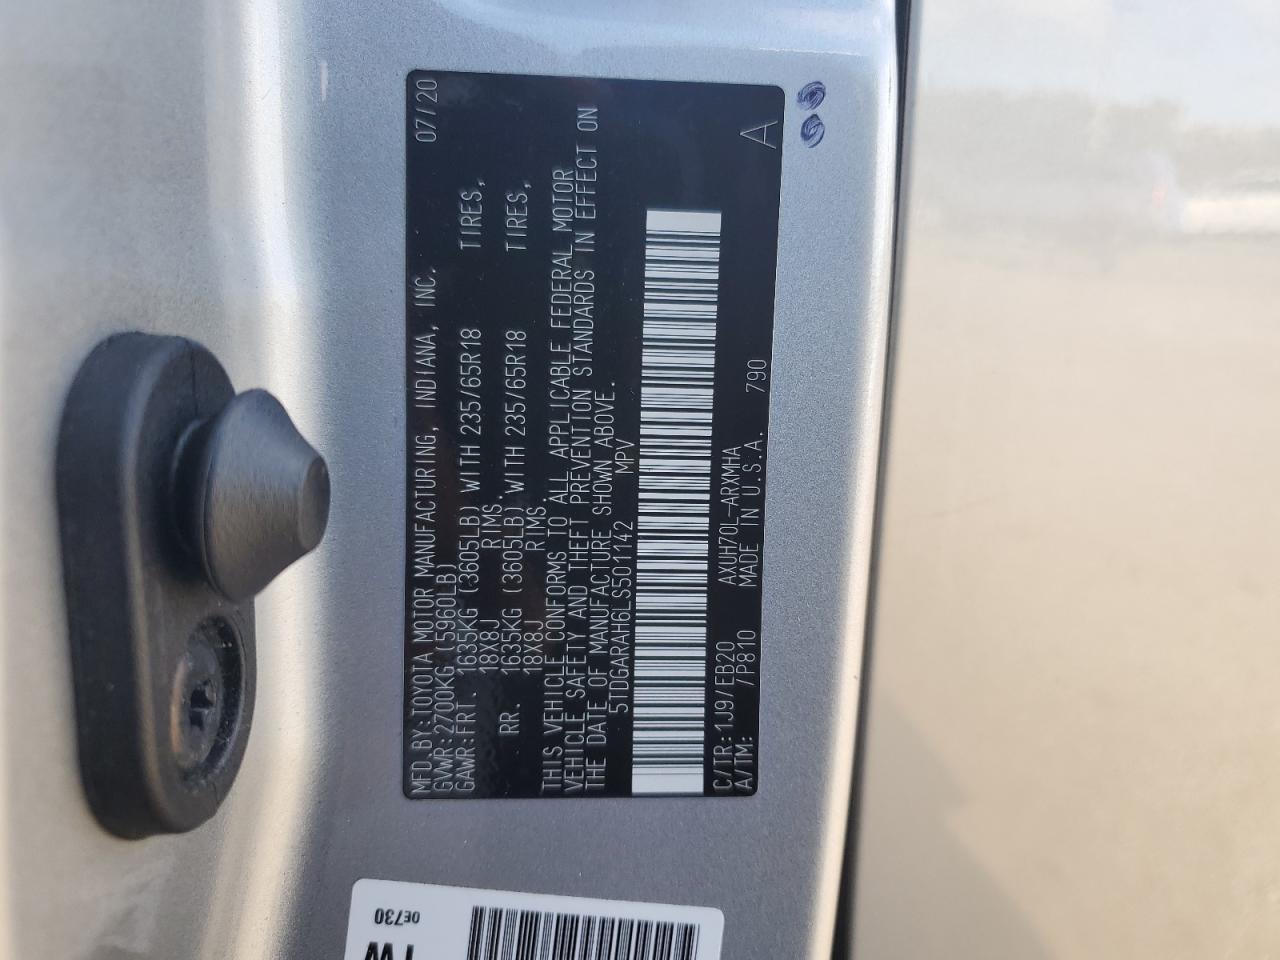 MFD.BY:TOYOTA MOTOR MANUFACTURING, INDIANA, INC. 07/20
GVWR:2700KG (5960LB)
GAWR:FRT. 1635KG (3605LB) WITH 235/65R18 TIRES,
18X8J RIMS.
RR. 1635KG (3605LB) WITH 235/65R18 TIRES,
18X8J RIMS.
THIS VEHICLE CONFORMS TO ALL APPLICABLE FEDERAL MOTOR
VEHICLE SAFETY AND THEFT PREVENTION STANDARDS IN EFFECT ON
THE DATE OF MANUFACTURE SHOWN ABOVE.
5TDGARAH6LS501142 MPV
C/TR:1J9/EB20 AXUH70L-ARXMHA
A/TM: /P810 MADE IN U.S.A. 790 A
0E730